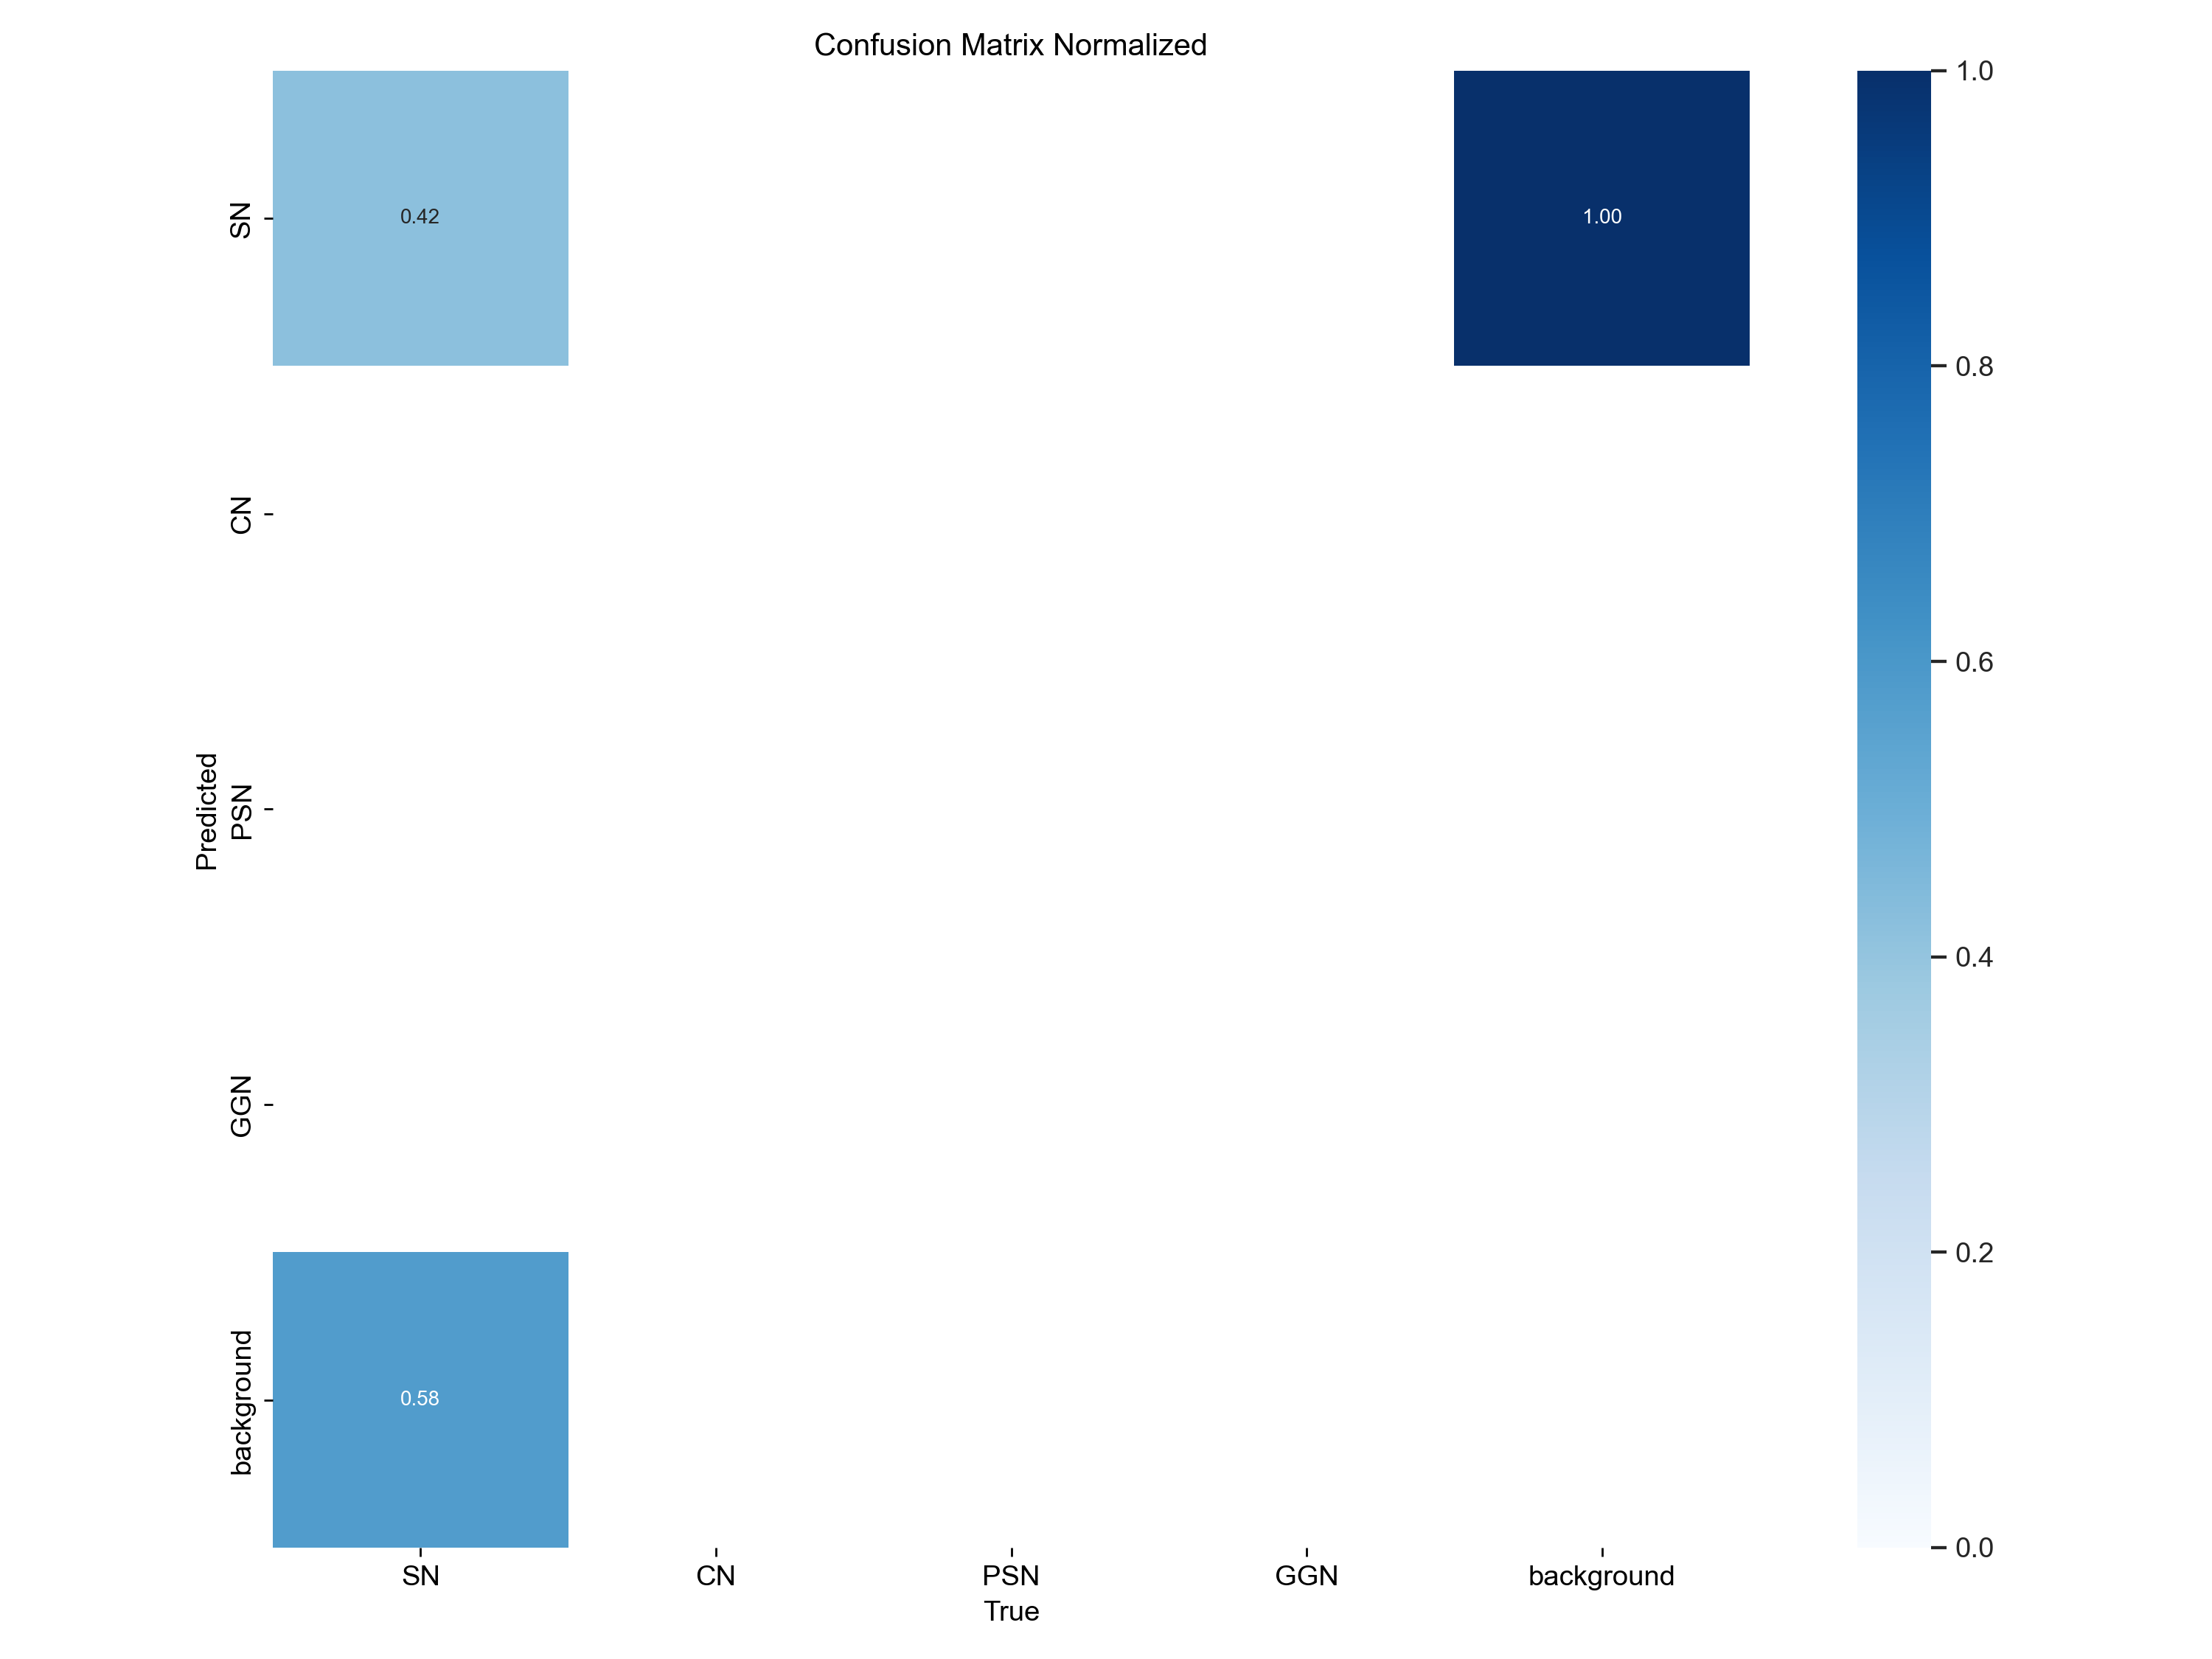 Confusion Matrix Normalized
Predicted
SN
CN
PSN
GGN
background
0.42
1.00
0.58
SN
CN
PSN
GGN
background
True
1.0
0.8
0.6
0.4
0.2
0.0